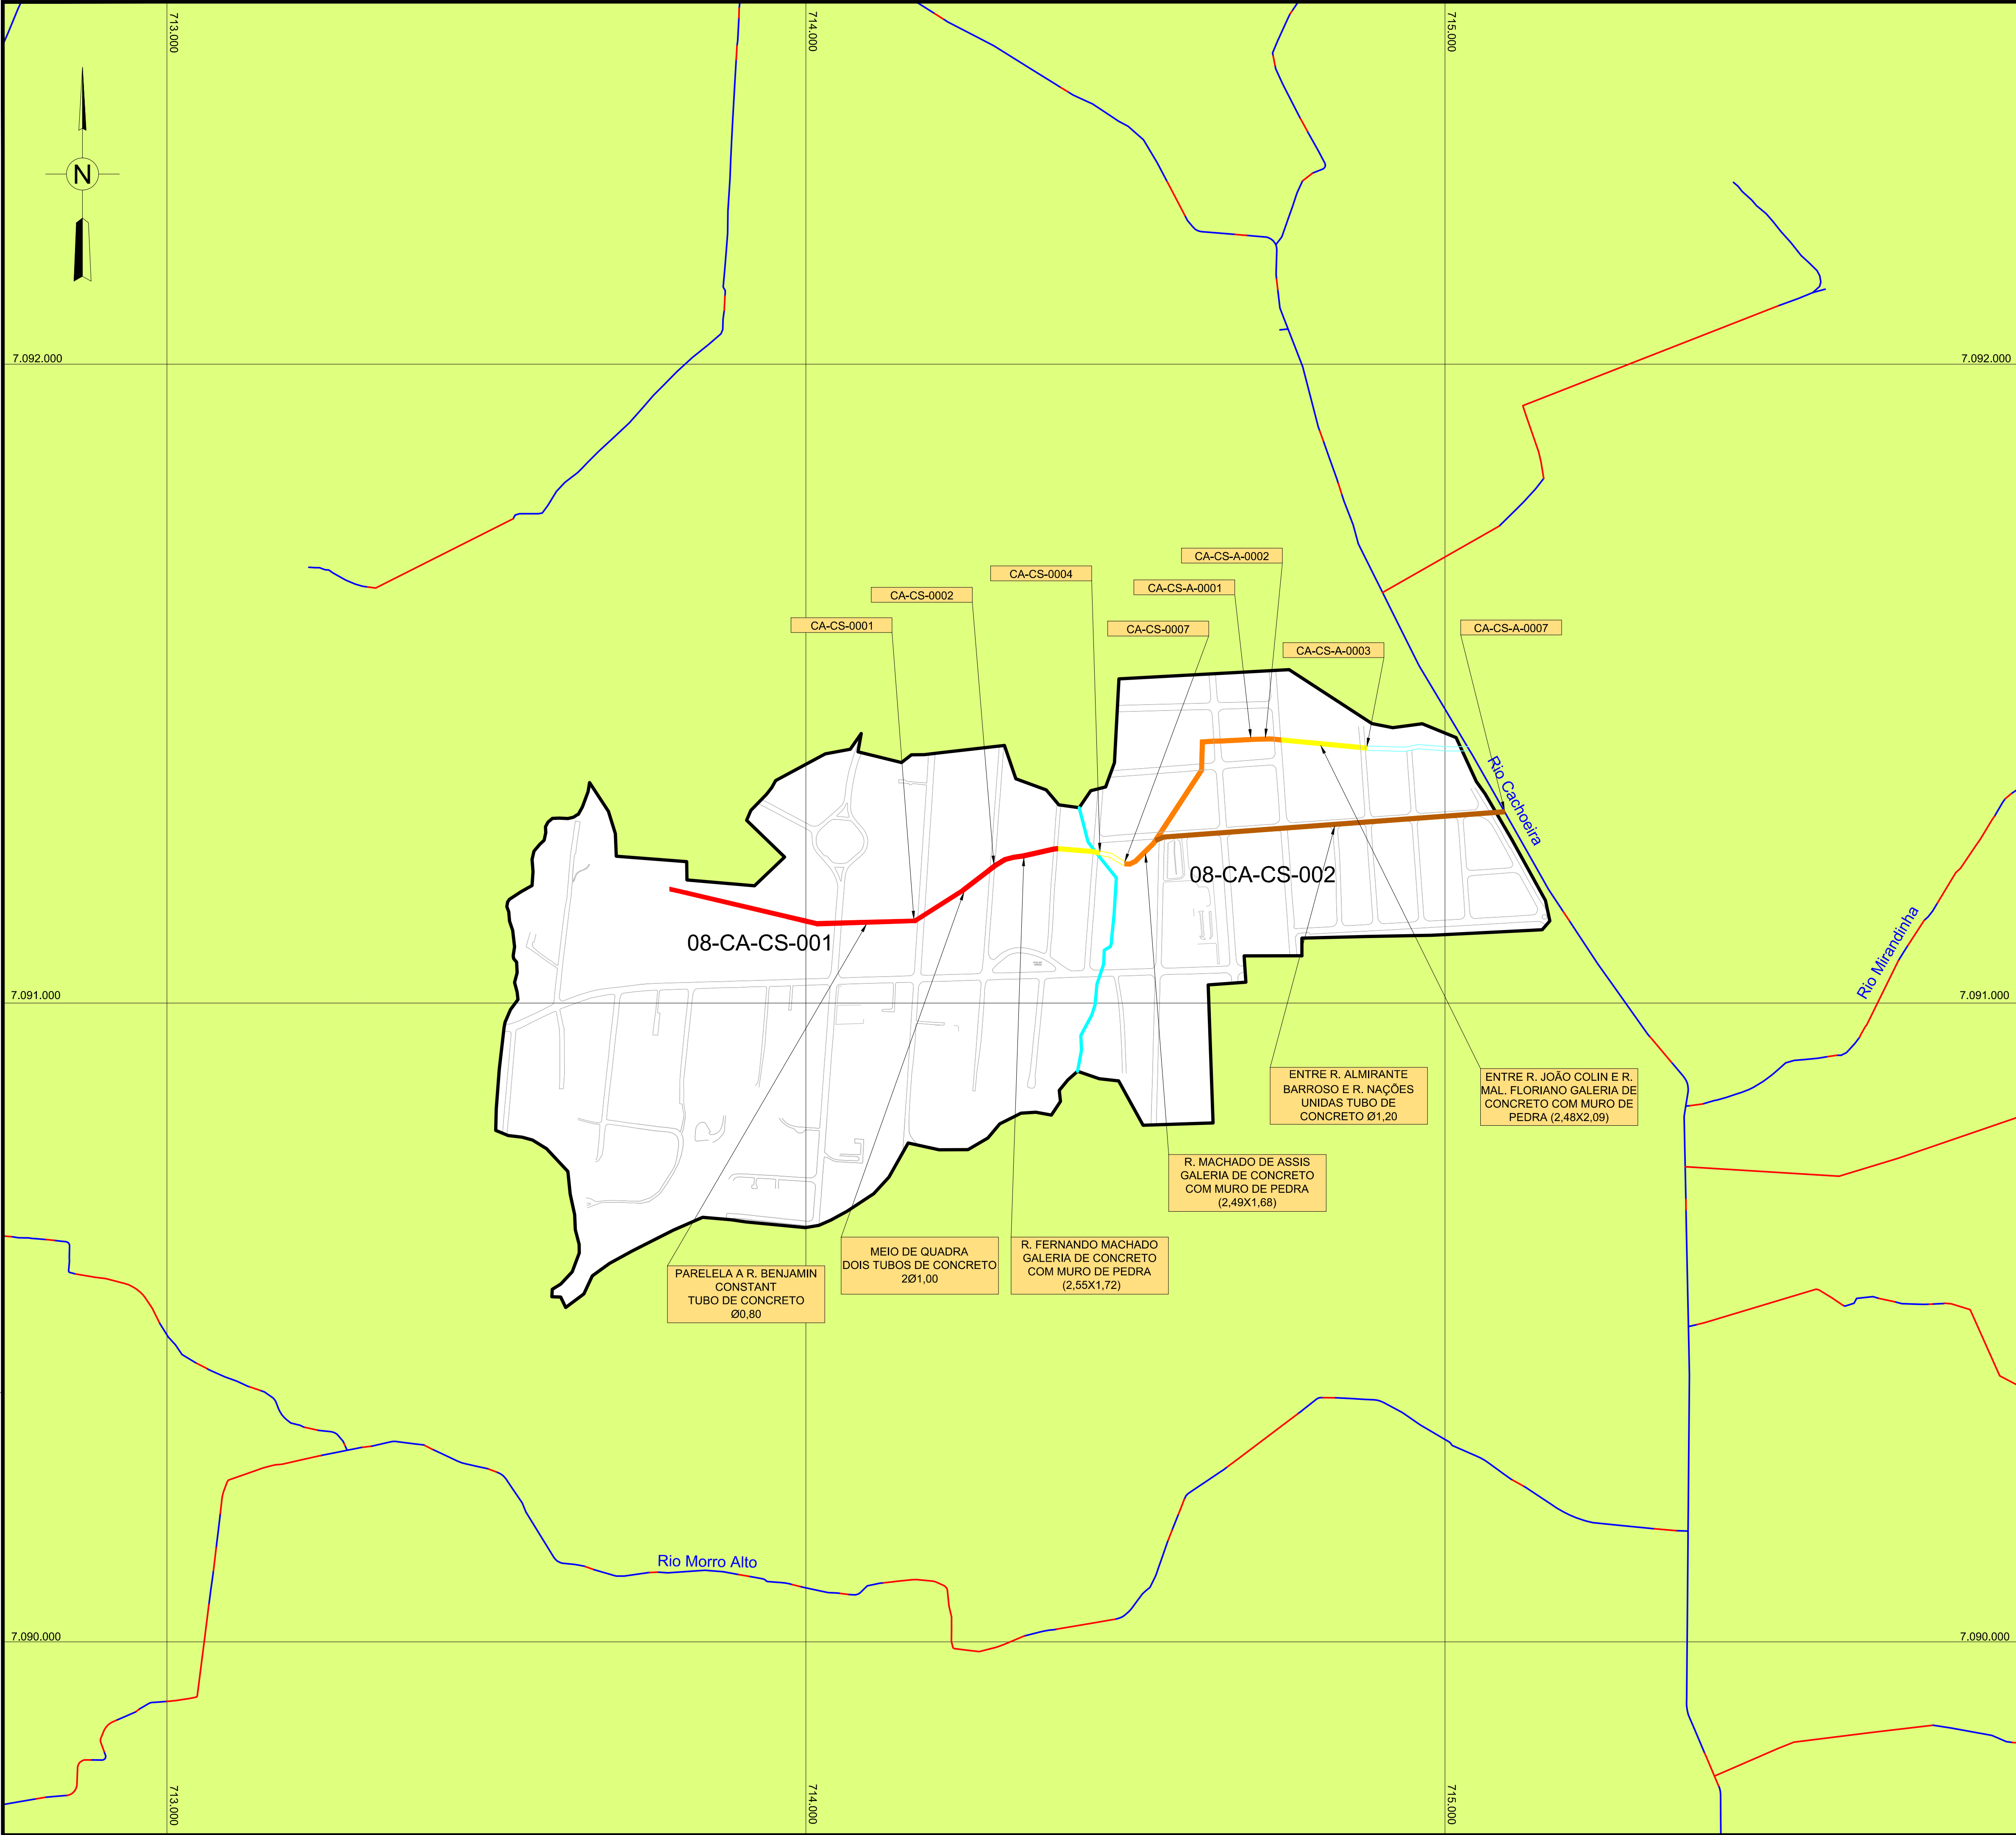 713.000
714.000
715.000
N
7.092.000
7.092.000
CA-CS-A-0002
CA-CS-0004
CA-CS-A-0001
CA-CS-0002
CA-CS-0001
CA-CS-0007
CA-CS-A-0007
CA-CS-A-0003
Rio Cachoeira
08-CA-CS-002
08-CA-CS-001
Rio Mirandinha
7.091.000
7.091.000
ENTRE R. ALMIRANTE
BARROSO E R. NAÇÕES
UNIDAS TUBO DE
CONCRETO Ø1,20
ENTRE R. JOÃO COLIN E R.
MAL. FLORIANO GALERIA DE
CONCRETO COM MURO DE
PEDRA (2,48X2,09)
R. MACHADO DE ASSIS
GALERIA DE CONCRETO
COM MURO DE PEDRA
(2,49X1,68)
R. FERNANDO MACHADO
GALERIA DE CONCRETO
COM MURO DE PEDRA
(2,55X1,72)
MEIO DE QUADRA
DOIS TUBOS DE CONCRETO
2Ø1,00
PARELELA A R. BENJAMIN
CONSTANT
TUBO DE CONCRETO
Ø0,80
Rio Morro Alto
7.090.000
7.090.000
713.000
714.000
715.000